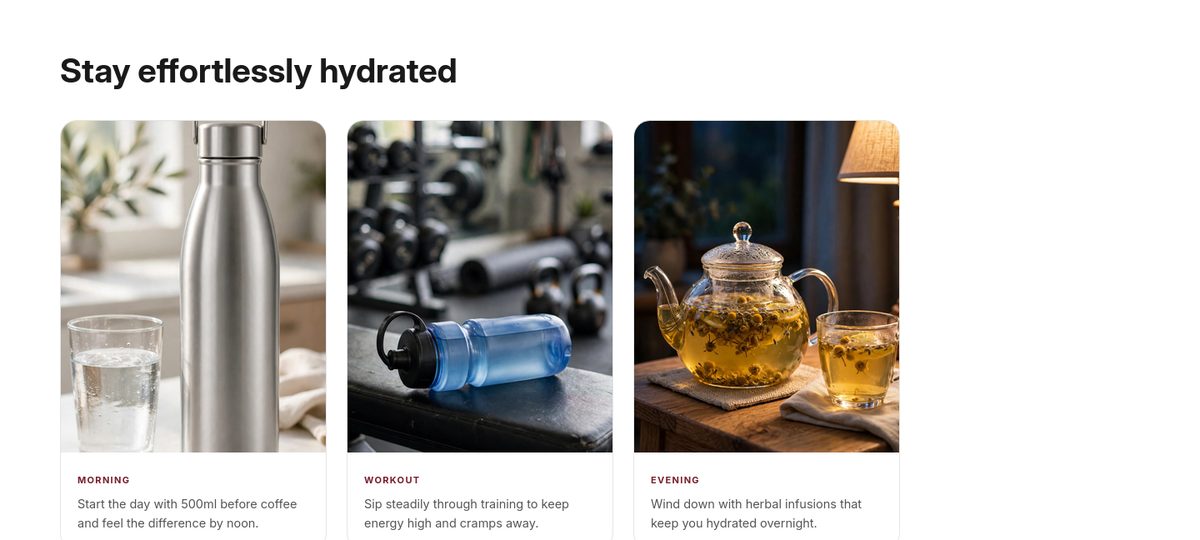 Stay effortlessly hydrated
MORNING
Start the day with 500ml before coffee
and feel the difference by noon.
WORKOUT
Sip steadily through training to keep
energy high and cramps away.
EVENING
Wind down with herbal infusions that
keep you hydrated overnight.